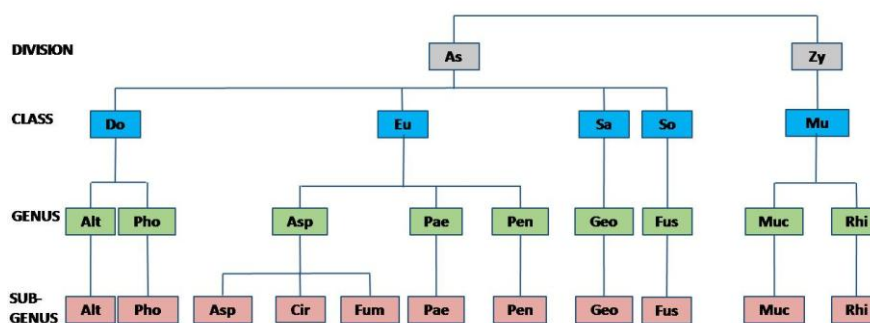 DIVISION As Zy
CLASS Do Eu Sa So Mu
GENUS Alt Pho Asp Pae Pen Geo Fus Muc Rhi
SUB-
GENUS Alt Pho Asp Cir Fum Pae Pen Geo Fus Muc Rhi